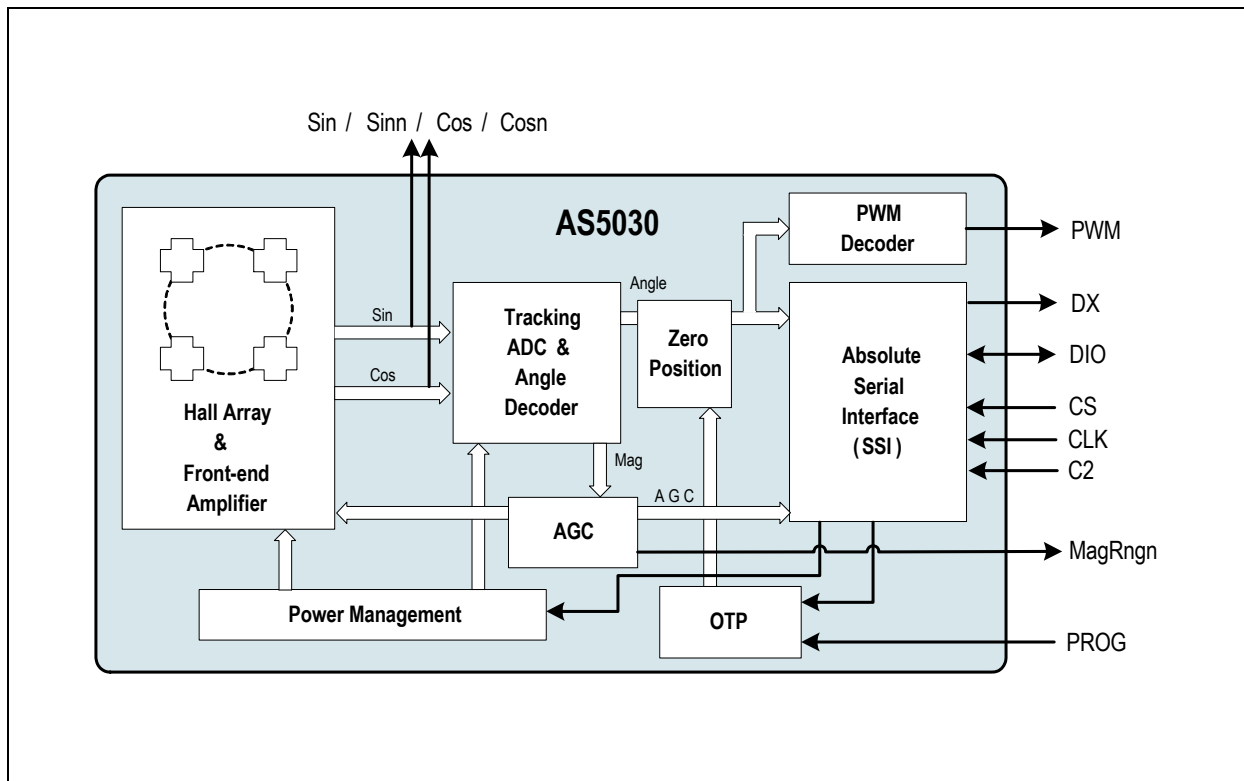 Sin / Sinn / Cos / Cosn
AS5030
PWM
Decoder
PWM
Hall Array
&
Front-end
Amplifier
Sin
Cos
Tracking
ADC &
Angle
Decoder
Angle
Zero
Position
Absolute
Serial
Interface
( SSI )
DX
DIO
CS
CLK
C2
Mag
AGC
A G C
MagRngn
Power Management
OTP
PROG